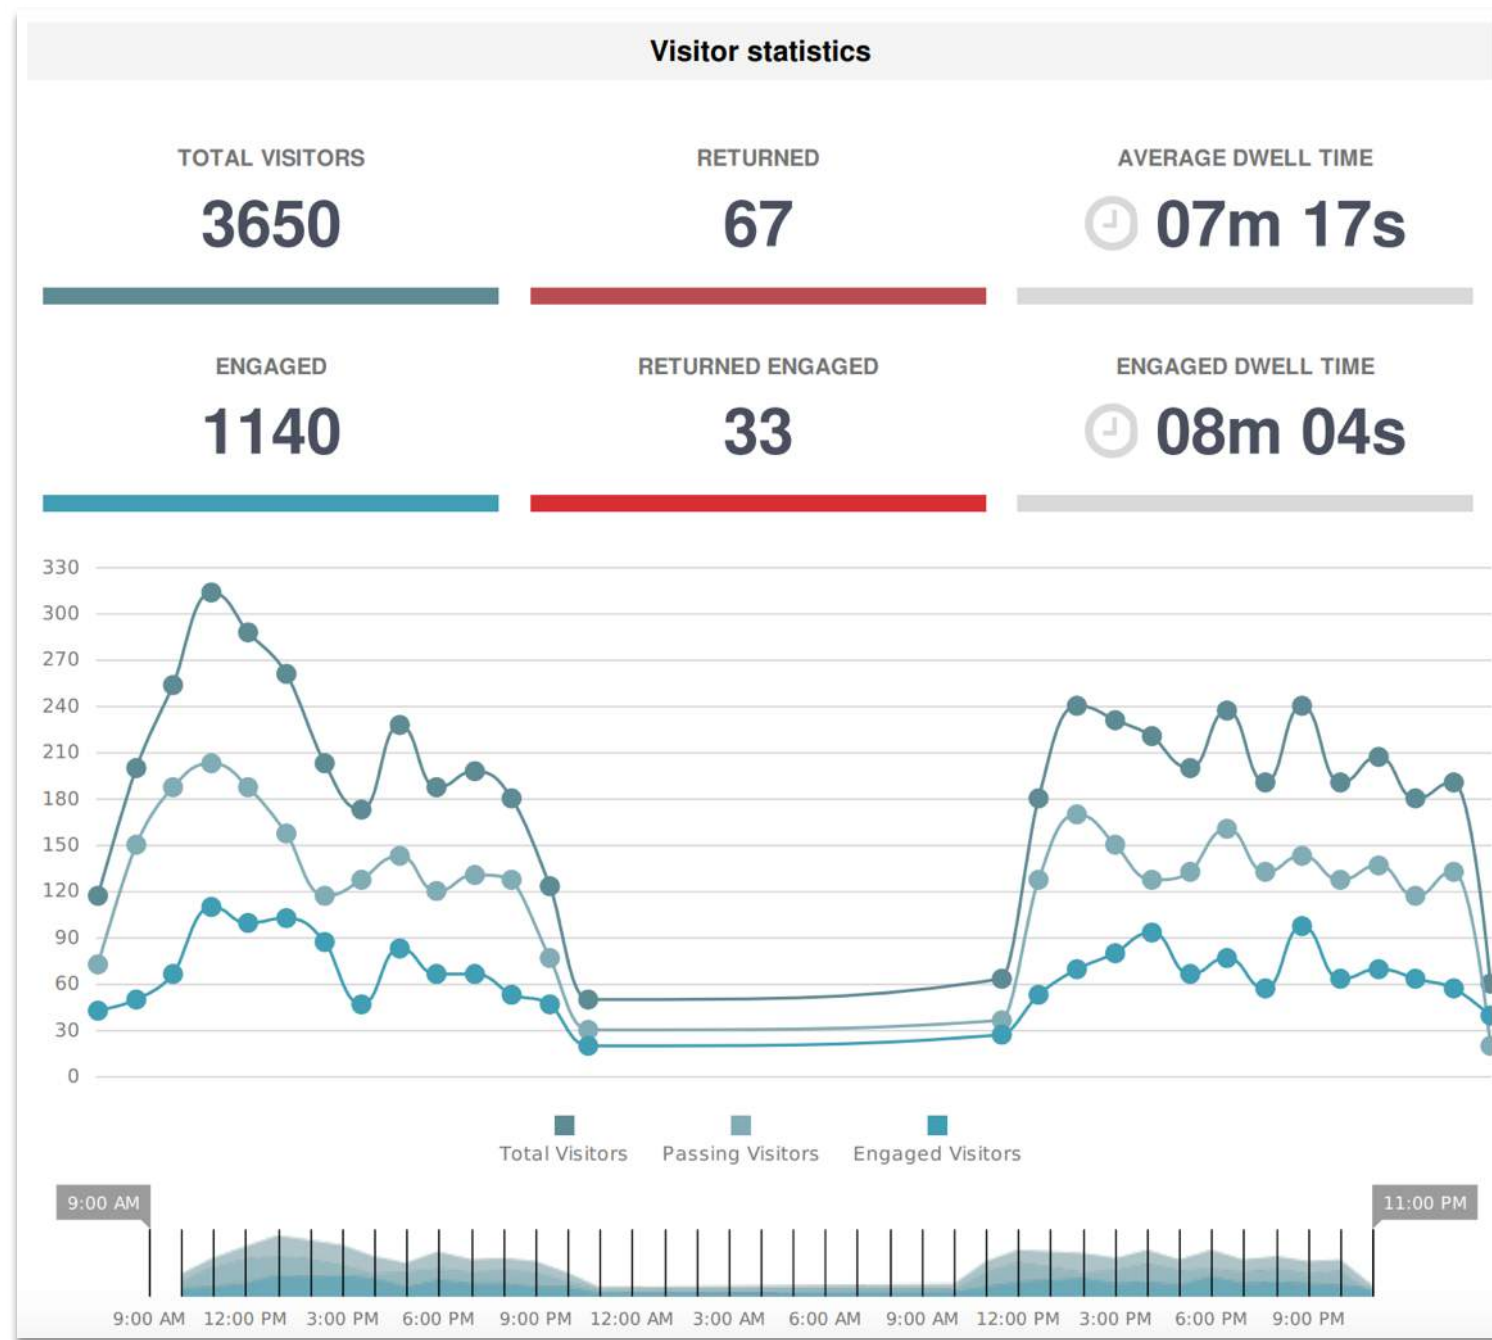 Visitor statistics
TOTAL VISITORS
RETURNED
AVERAGE DWELL TIME
3650
67
07m 17s
ENGAGED
RETURNED ENGAGED
ENGAGED DWELL TIME
1140
33
08m 04s
330
300
270
240
210
180
150
120
90
60
30
0
Total Visitors
Passing Visitors
Engaged Visitors
9:00 AM
11:00 PM
9:00 AM 12:00 PM 3:00 PM 6:00 PM 9:00 PM 12:00 AM 3:00 AM 6:00 AM 9:00 AM 12:00 PM 3:00 PM 6:00 PM 9:00 PM